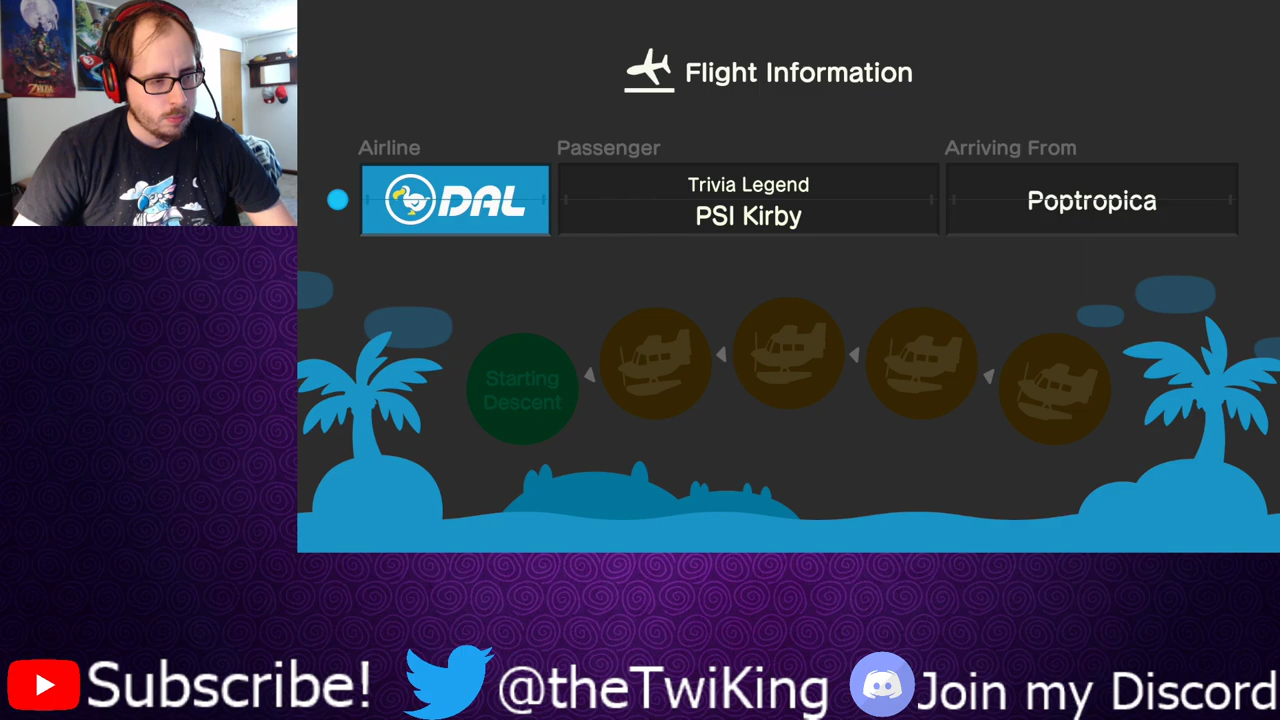 ZELDA
Flight Information
Airline
Passenger
Arriving From
DAL
Trivia Legend
PSI Kirby
Poptropica
Starting
Descent
Subscribe!
@theTwiKing
Join my Discord